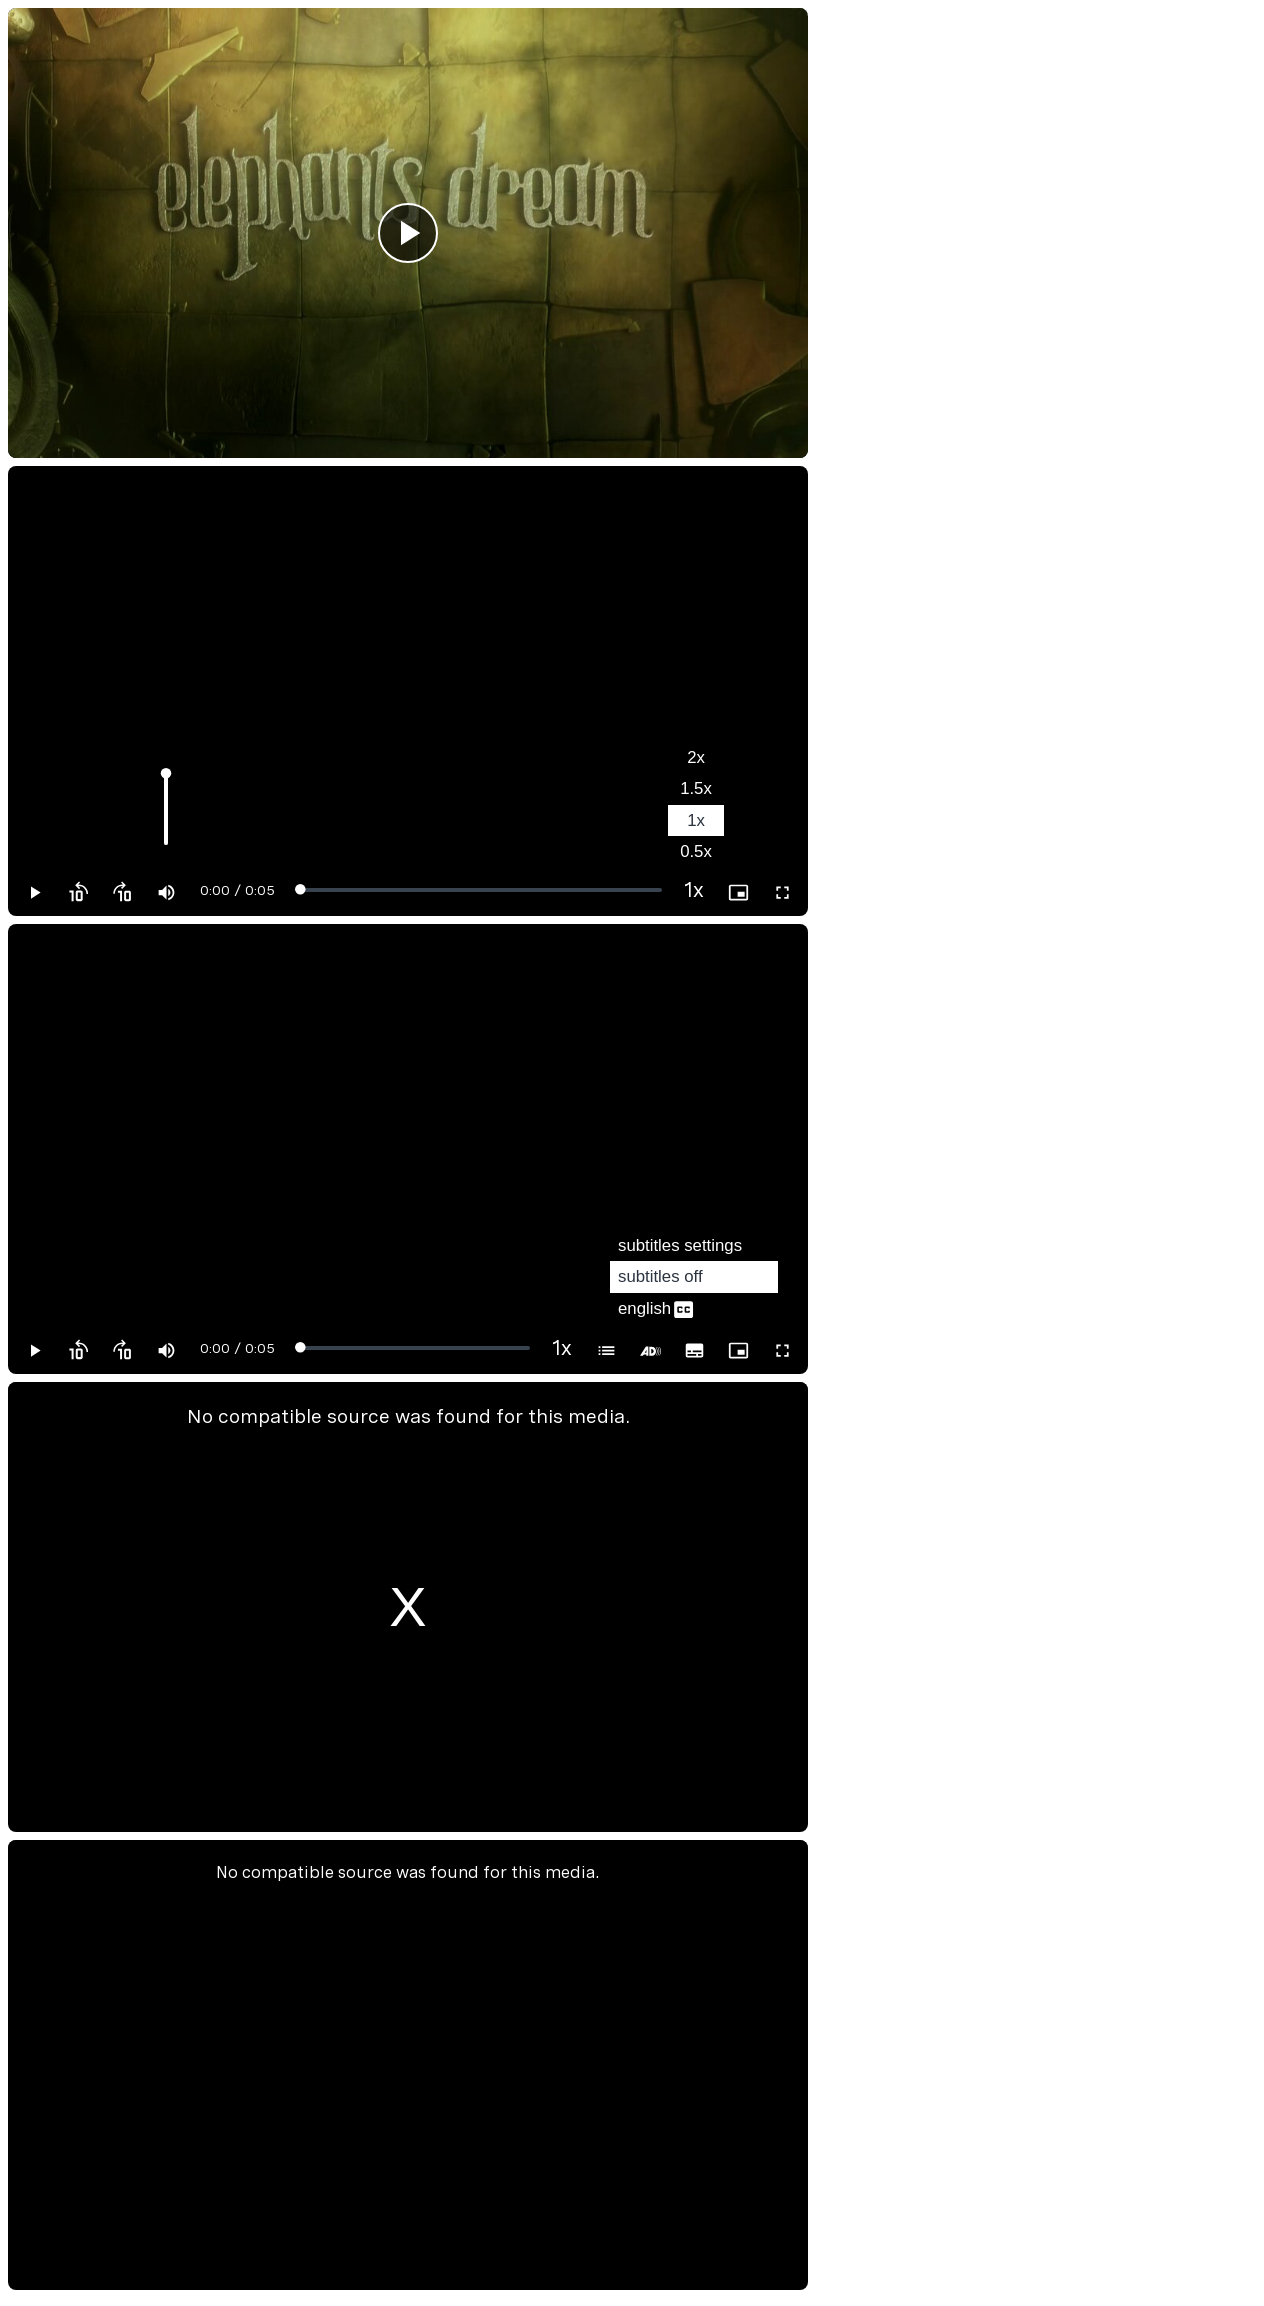 elephants dream
2x
1.5x
1x
0.5x
10 10 0:00 / 0:05 1x
subtitles settings
subtitles off
english CC
10 10 0:00 / 0:05 1x AD
No compatible source was found for this media.
X
No compatible source was found for this media.